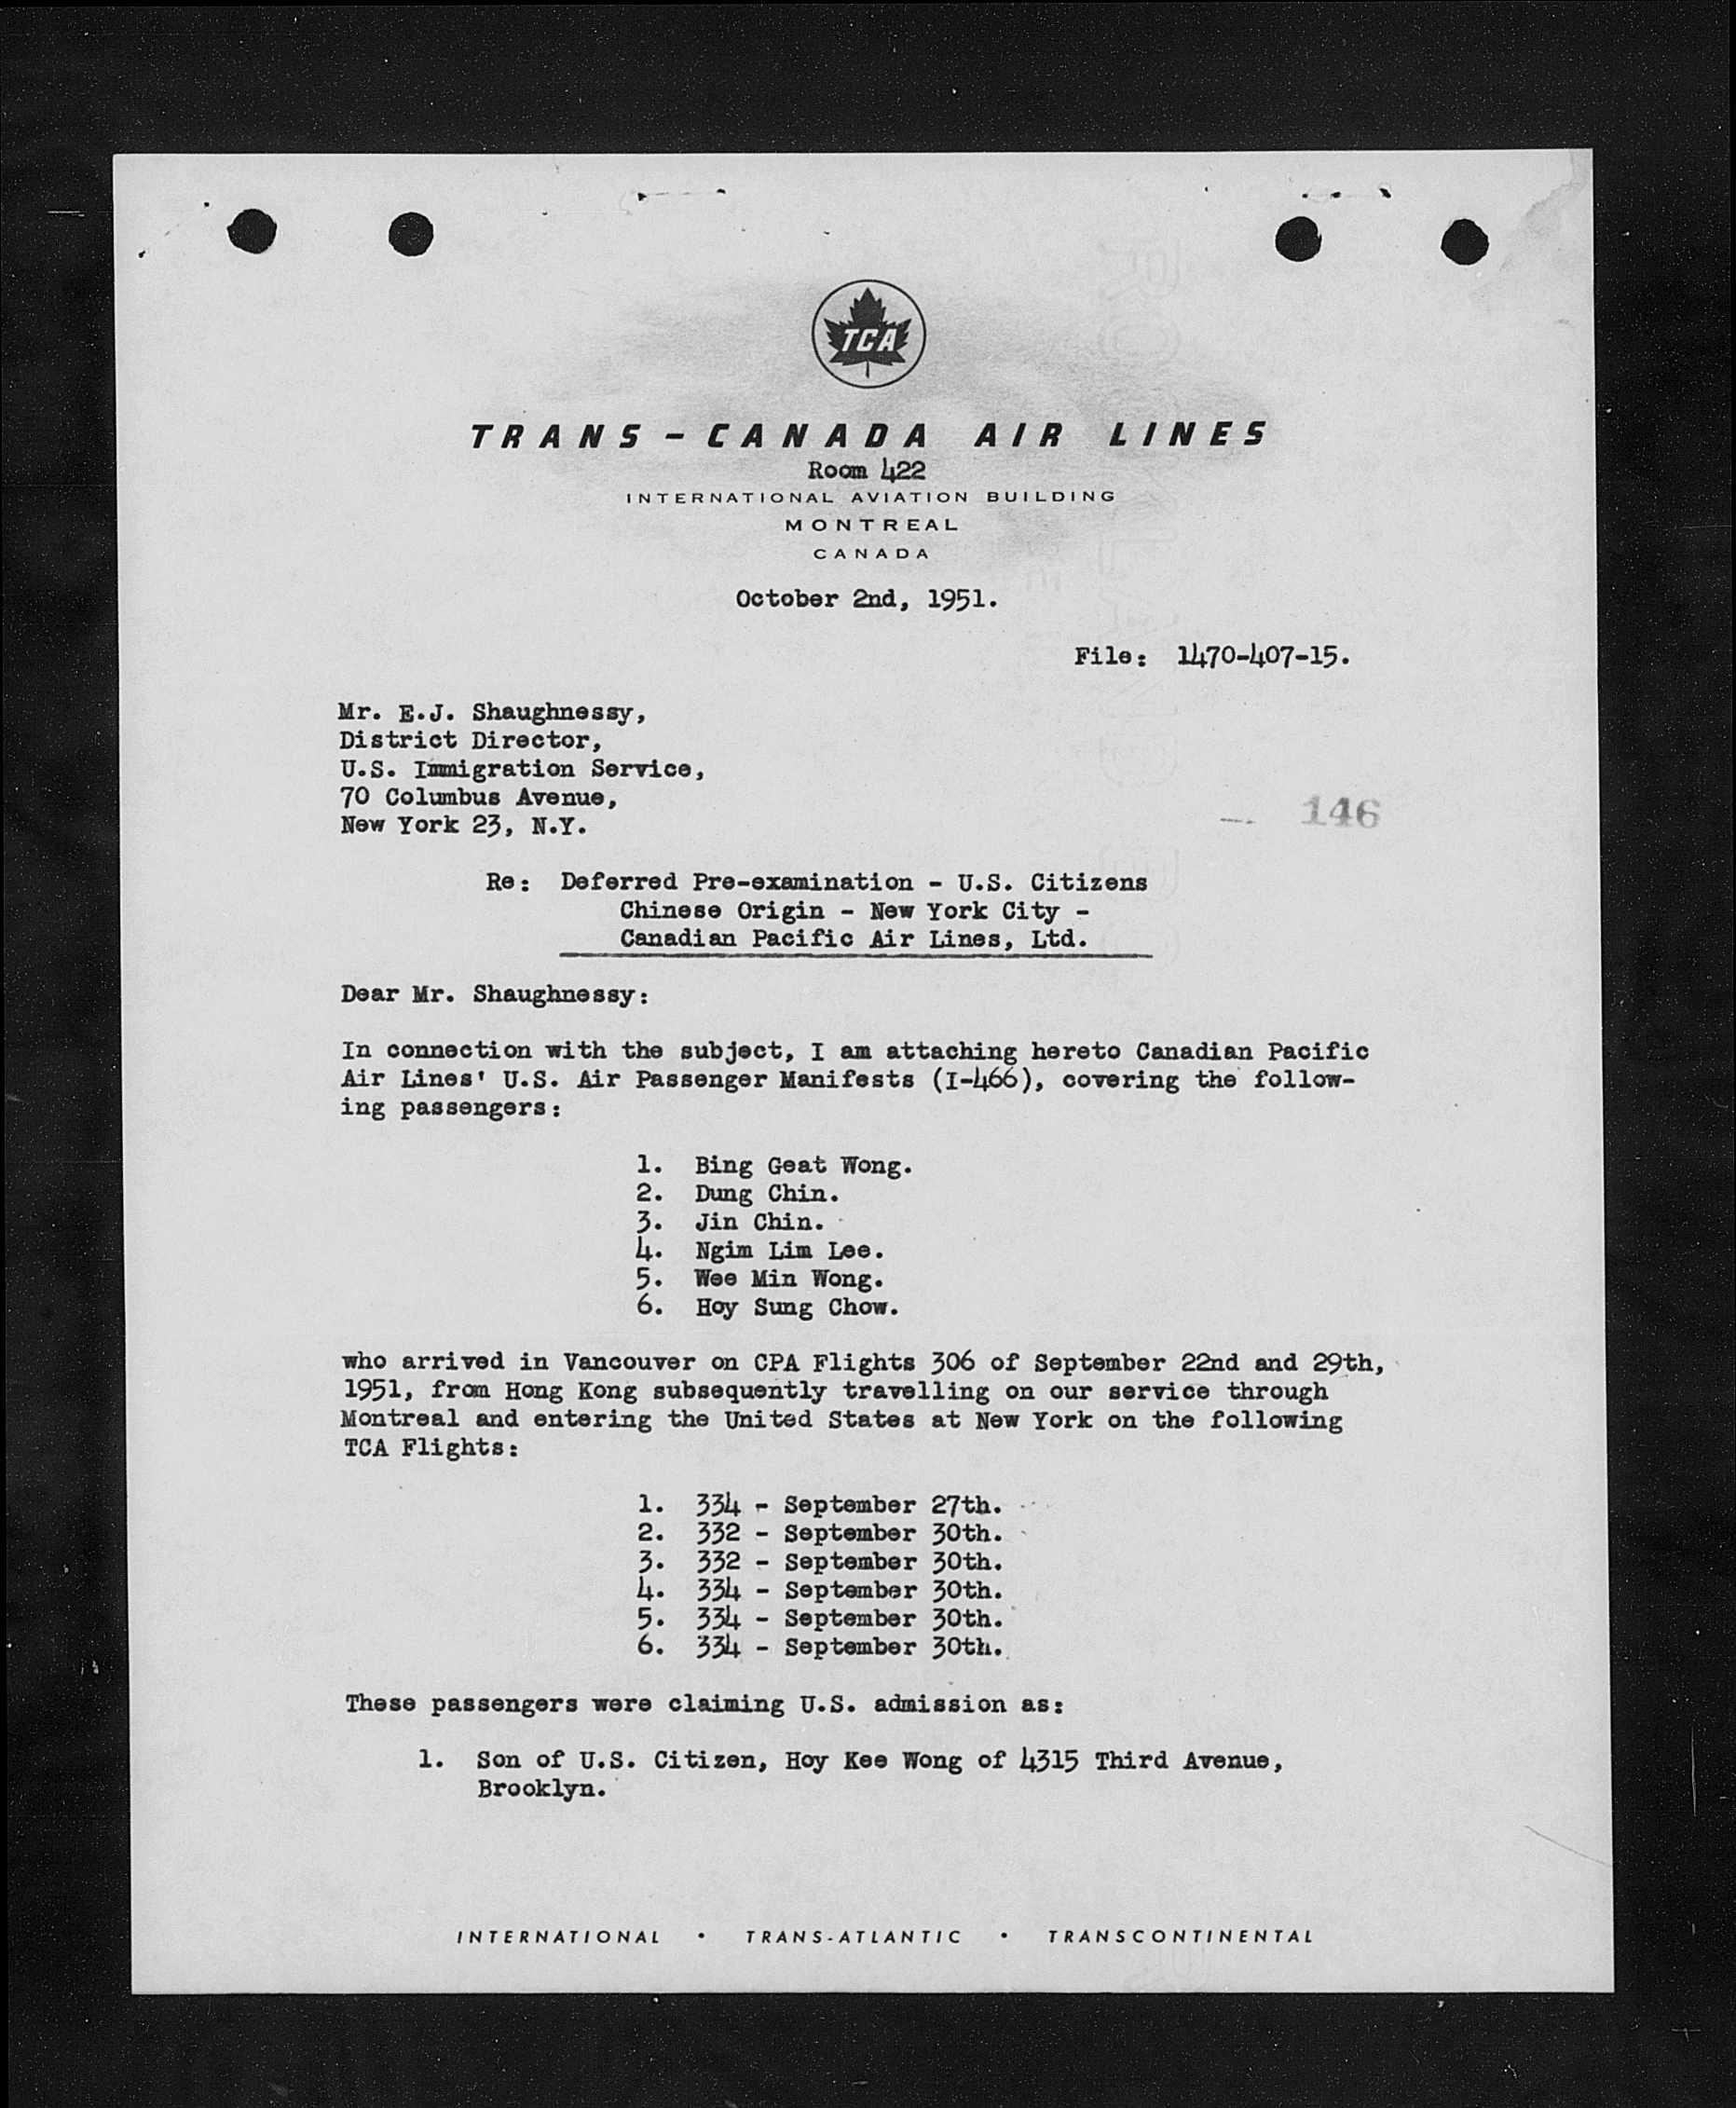 TCA
TRANS-CANADA AIR LINES
Room 422
INTERNATIONAL AVIATION BUILDING
MONTREAL
CANADA
October 2nd, 1951.
File: 1470-407-15.
Mr. E.J. Shaughnessy,
District Director,
U.S. Immigration Service,
70 Columbus Avenue,
New York 23, N.Y.
146
Re: Deferred Pre-examination - U.S. Citizens
Chinese Origin - New York City -
Canadian Pacific Air Lines, Ltd.
Dear Mr. Shaughnessy:
In connection with the subject, I am attaching hereto Canadian Pacific
Air Lines' U.S. Air Passenger Manifests (I-466), covering the follow-
ing passengers:
1. Bing Geat Wong.
2. Dung Chin.
3. Jin Chin.
4. Ngim Lim Lee.
5. Wee Min Wong.
6. Hoy Sung Chow.
who arrived in Vancouver on CPA Flights 306 of September 22nd and 29th,
1951, from Hong Kong subsequently travelling on our service through
Montreal and entering the United States at New York on the following
TCA Flights:
1. 334 - September 27th.
2. 332 - September 30th.
3. 332 - September 30th.
4. 334 - September 30th.
5. 334 - September 30th.
6. 334 - September 30th.
These passengers were claiming U.S. admission as:
1. Son of U.S. Citizen, Hoy Kee Wong of 4315 Third Avenue,
Brooklyn.
INTERNATIONAL • TRANS-ATLANTIC • TRANSCONTINENTAL